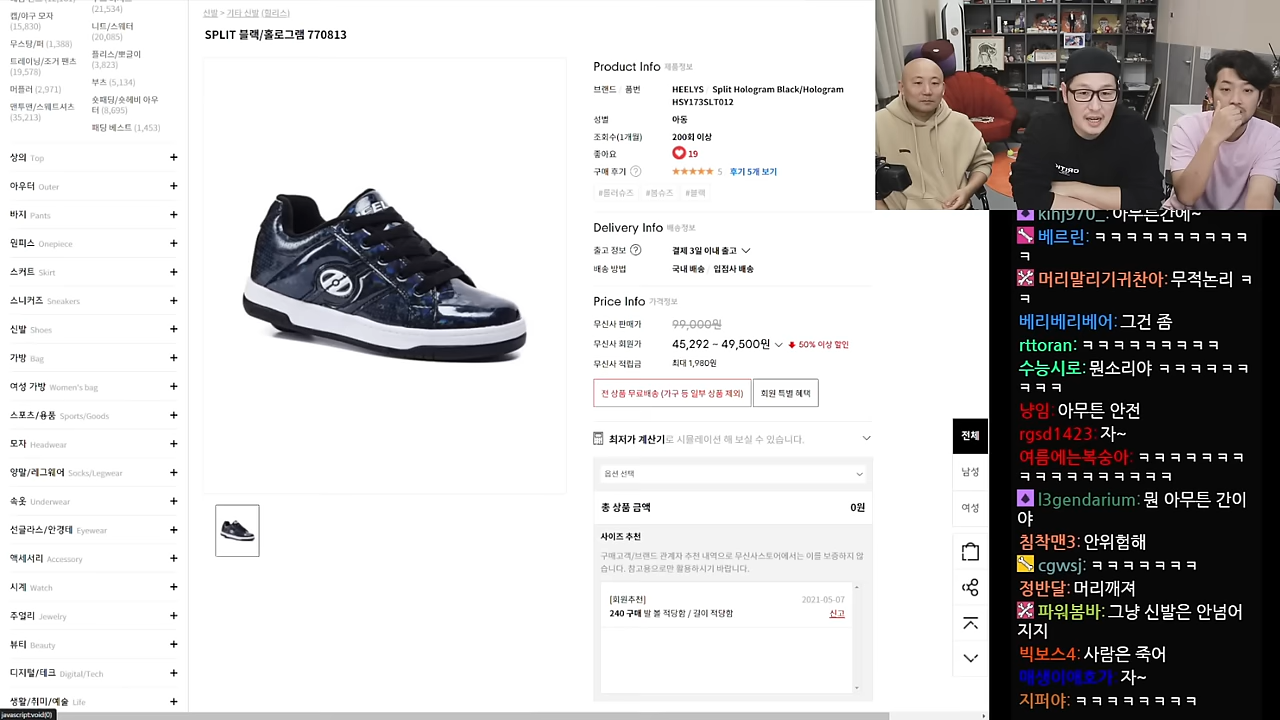 캡/야구 모자
(15,830)
무스탕/퍼 (1,388)
트레이닝/조거 팬츠
(19,578)
머플러 (2,971)
맨투맨/스웨트셔츠
(35,213)
(21,534)
니트/스웨터
(20,085)
플리스/뽀글이
(3,823)
부츠 (5,134)
숏패딩/숏헤비 아우
터 (8,695)
패딩 베스트 (1,453)
상의 Top +
아우터 Outer +
바지 Pants +
원피스 Onepiece +
스커트 Skirt +
스니커즈 Sneakers +
신발 Shoes +
가방 Bag +
여성 가방 Women's bag +
스포츠/용품 Sports/Goods +
모자 Headwear +
양말/레그웨어 Socks/Legwear +
속옷 Underwear +
선글라스/안경테 Eyewear +
액세서리 Accessory +
시계 Watch +
주얼리 Jewelry +
뷰티 Beauty +
디지털/테크 Digital/Tech +
생활/취미/예술 Life +
javascript:void(0)
신발 > 기타 신발 (힐리스)
SPLIT 블랙/홀로그램 770813
HEEL
Product Info 제품정보
브랜드 / 품번 HEELYS / Split Hologram Black/Hologram
HSY173SLT012
성별 아동
조회수(1개월) 200회 이상
좋아요 19
구매 후기 ? ★★★★★ 5 후기 5개 보기
#롤러슈즈 #봄슈즈 #블랙
Delivery Info 배송정보
출고 정보 ? 결제 3일 이내 출고
배송 방법 국내 배송 / 입점사 배송
Price Info 가격정보
무신사 판매가 99,000원
무신사 회원가 45,292 ~ 49,500원 50% 이상 할인
무신사 적립금 최대 1,980원
전 상품 무료배송 (가구 등 일부 상품 제외)
회원 특별 혜택
최저가 계산기로 시뮬레이션 해 보실 수 있습니다.
옵션 선택
총 상품 금액 0원
사이즈 추천
구매고객/브랜드 관계자 추천 내역으로 무신사스토어에서는 이를 보증하지 않
습니다. 참고용으로만 활용하시기 바랍니다.
[회원추천] 2021-05-07
240 구매 발 볼 적당함 / 길이 적당함 신고
전체
남성
여성
kinj970_: 아무튼간에~
베르린: ㅋㅋㅋㅋㅋㅋㅋㅋㅋㅋ
ㅋ
머리말리기귀찬아: 무적논리 ㅋ
ㅋ
베리베리베어: 그건 좀
rttoran: ㅋㅋㅋㅋㅋㅋㅋㅋㅋ
수능시로: 뭔소리야 ㅋㅋㅋㅋㅋㅋ
ㅋㅋㅋㅋ
냥임: 아무튼 안전
rgsd1423: 자~
여름에는복숭아: ㅋㅋㅋㅋㅋㅋㅋ
ㅋㅋㅋㅋㅋㅋㅋㅋㅋㅋ
l3gendarium: 뭔 아무튼 간이
야
침착맨3: 안위험해
cgwsj: ㅋㅋㅋㅋㅋㅋㅋ
정반달: 머리깨져
파워봄바: 그냥 신발은 안넘어
지지
빅보스4: 사람은 죽어
자~
지퍼야: ㅋㅋㅋㅋㅋㅋㅋㅋ